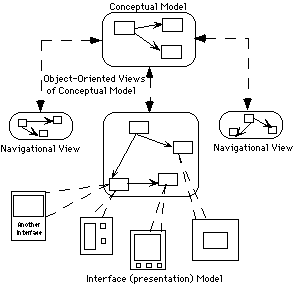 Conceptual Model
Object-Oriented Views
of Conceptual Model
Navigational View
Navigational View
Another
Interface
Interface (presentation) Model